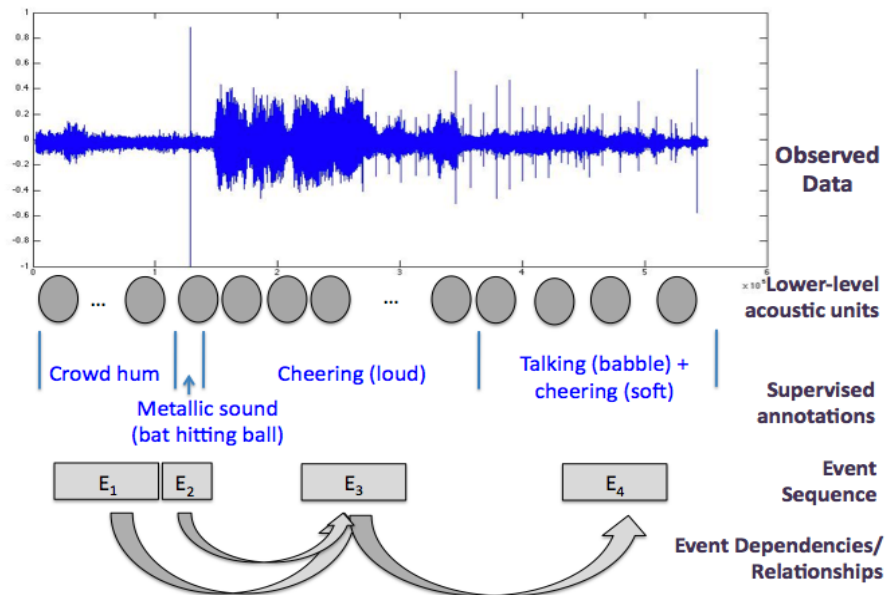 1
0.8
0.6
0.4
0.2
0
-0.2
-0.4
-0.6
-0.8
-1
0 1 2 3 4 5 6
Observed
Data
x 10
...
...
Lower-level
acoustic units
Crowd hum
Cheering (loud)
Talking (babble) +
cheering (soft)
Metallic sound
(bat hitting ball)
Supervised
annotations
E1
E2
E3
E4
Event
Sequence
Event Dependencies/
Relationships